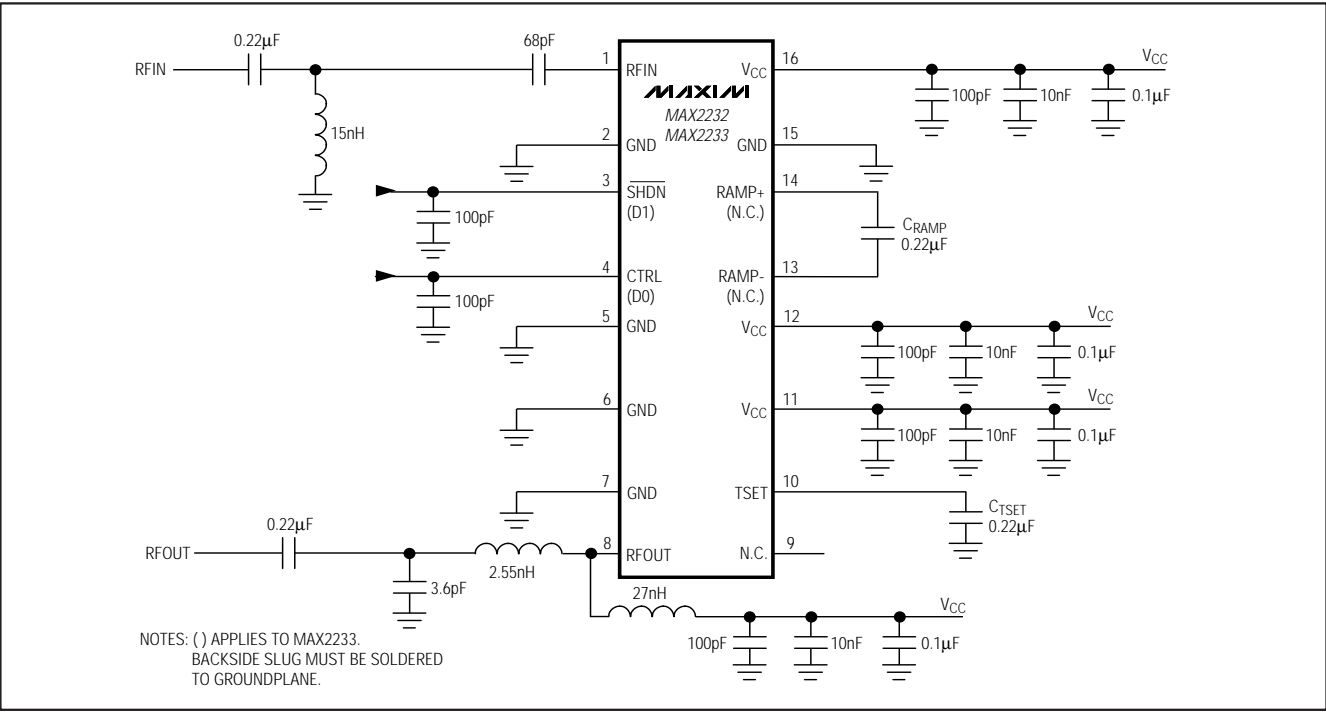 0.22μF
RFIN
15nH
68pF
1
RFIN
2
GND
3
SHDN
(D1)
100pF
4
CTRL
(D0)
100pF
5
GND
6
GND
7
GND
8
RFOUT
MAXIM
MAX2232
MAX2233
16
VCC
VCC
100pF
10nF
0.1μF
15
GND
14
RAMP+
(N.C.)
CRAMP
0.22μF
13
RAMP-
(N.C.)
12
VCC
VCC
100pF
10nF
0.1μF
11
VCC
VCC
100pF
10nF
0.1μF
10
TSET
CTSET
0.22μF
9
N.C.
RFOUT
0.22μF
3.6pF
2.55nH
27nH
VCC
100pF
10nF
0.1μF
NOTES: ( ) APPLIES TO MAX2233.
BACKSIDE SLUG MUST BE SOLDERED
TO GROUNDPLANE.